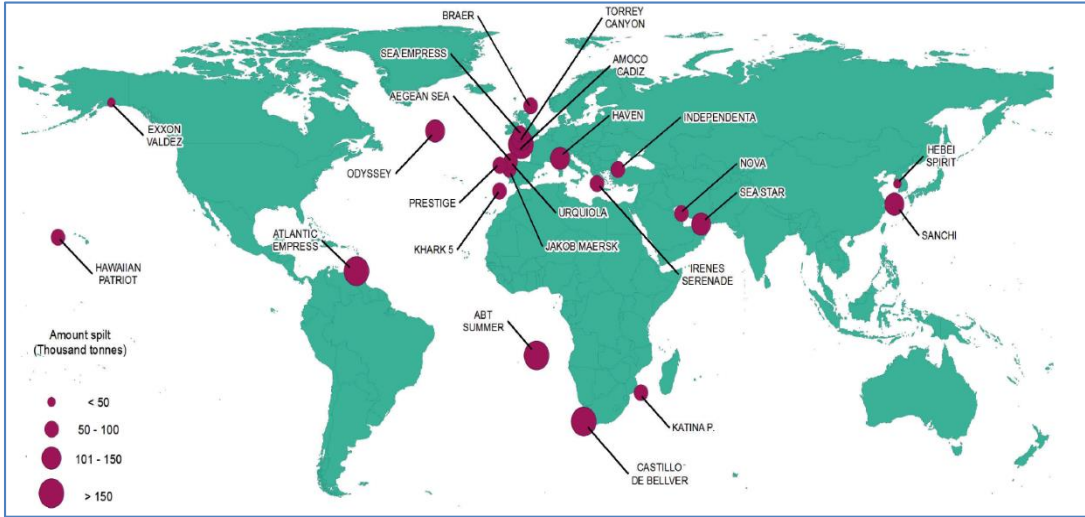 BRAER
TORREY
CANYON
SEA EMPRESS
AMOCO
CADIZ
AEGEAN SEA
HAVEN
INDEPENDENTA
EXXON
VALDEZ
ODYSSEY
NOVA
HEBEI
SPIRIT
SEA STAR
PRESTIGE
URQUIOLA
SANCHI
ATLANTIC
EMPRESS
KHARK 5
JAKOB MAERSK
IRENES
SERENADE
HAWAIIAN
PATRIOT
ABT
SUMMER
Amount spilt
(Thousand tonnes)
< 50
50 - 100
101 - 150
> 150
KATINA P.
CASTILLO
DE BELLVER